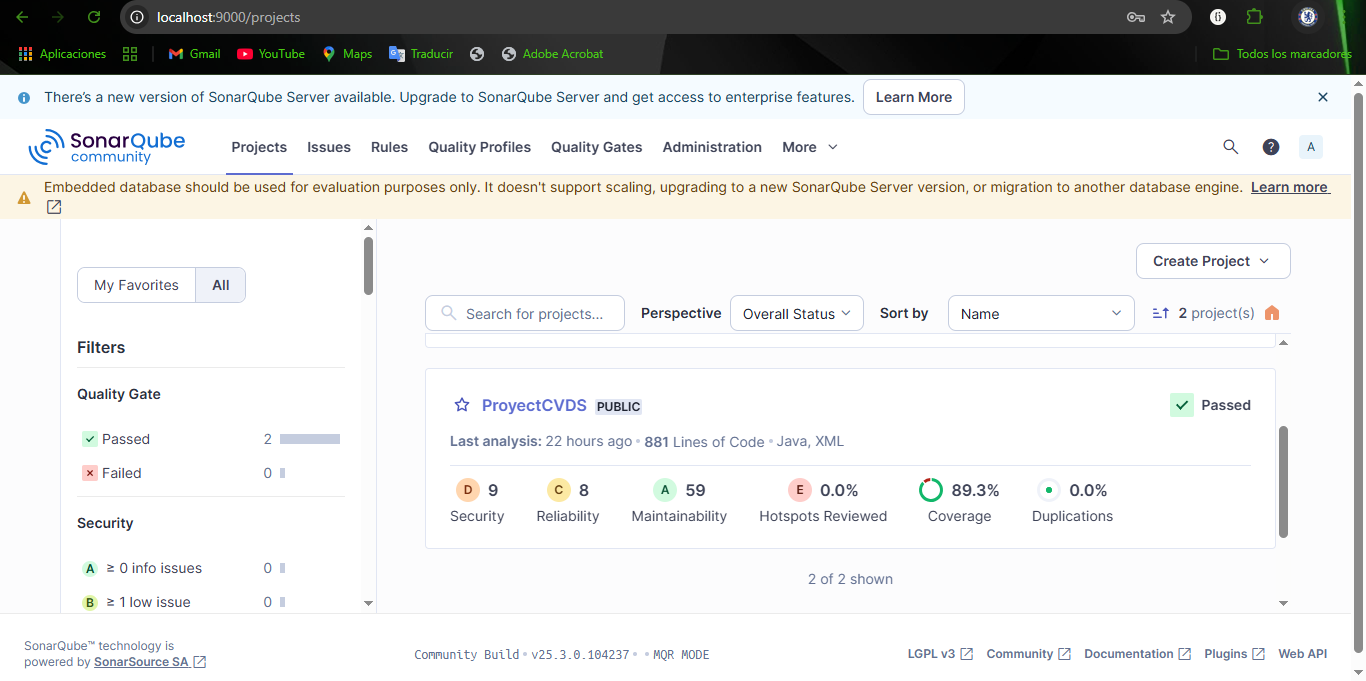 localhost:9000/projects
Aplicaciones Gmail YouTube Maps Traducir Adobe Acrobat Todos los marcadores
There's a new version of SonarQube Server available. Upgrade to SonarQube Server and get access to enterprise features. Learn More
SonarQube
community
Projects Issues Rules Quality Profiles Quality Gates Administration More ? A
Embedded database should be used for evaluation purposes only. It doesn't support scaling, upgrading to a new SonarQube Server version, or migration to another database engine. Learn more
My Favorites All
Filters
Quality Gate
Passed 2
Failed 0
Security
A ≥ 0 info issues 0
B ≥ 1 low issue 0
Create Project
Search for projects... Perspective Overall Status Sort by Name 2 project(s)
ProyectCVDS PUBLIC Passed
Last analysis: 22 hours ago • 881 Lines of Code • Java, XML
D 9 C 8 A 59 E 0.0% 89.3% 0.0%
Security Reliability Maintainability Hotspots Reviewed Coverage Duplications
2 of 2 shown
SonarQube™ technology is
powered by SonarSource SA
Community Build • v25.3.0.104237 • • MQR MODE
LGPL v3 Community Documentation Plugins Web API